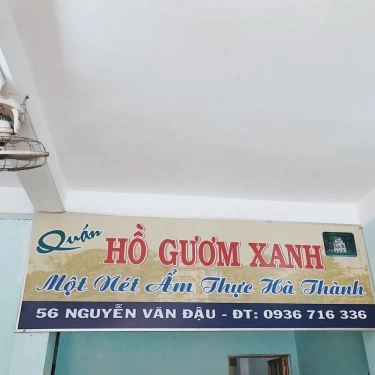 Quán
HỒ GƯƠM XANH
Một Nét Ẩm Thực Hà Thành
56 NGUYỄN VĂN ĐẬU - ĐT: 0936 716 336